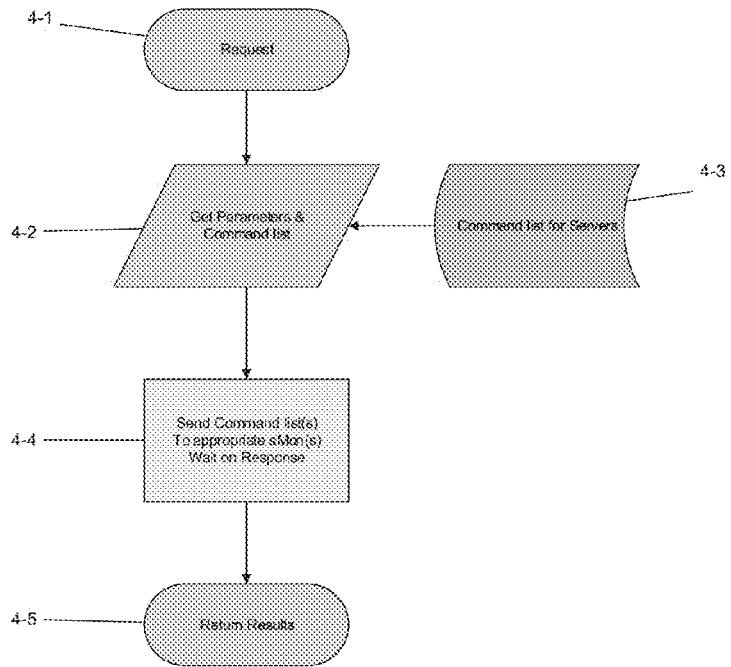 4-1
Request
4-3
Get Parameters &
Command list
Command list for Servers
4-2
Send Command list(s)
To appropriate sMon(s)
Wait on Response
4-4
4-5
Return Results